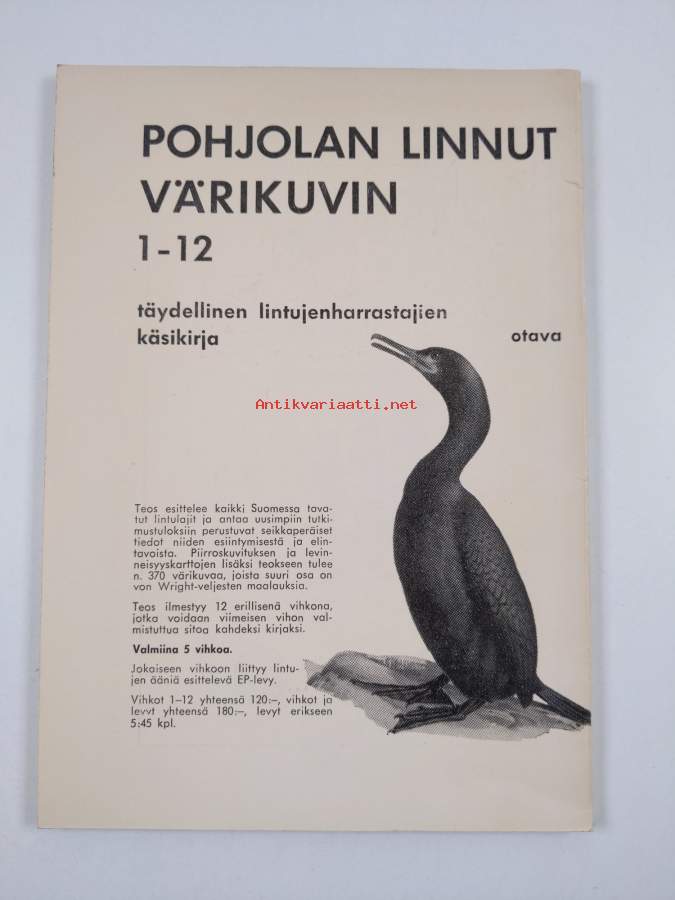 POHJOLAN LINNUT
VÄRIKUVIN
1-12
täydellinen lintujenharrastajien
käsikirja
otava
Antikvariaatti.net
Teos esittelee kaikki Suomessa tava-
tut lintulajit ja antaa uusimpiin tutki-
mustuloksiin perustuvat seikkaperäiset
tiedot niiden esiintymisestä ja elin-
tavoista. Piirroskuvituksen ja levin-
neisyyskarttojen lisäksi teokseen tulee
n. 370 värikuvaa, joista suuri osa on
von Wright-veljesten maalauksia.
Teos ilmestyy 12 erillisenä vihkona,
jotka voidaan viimeisen vihon val-
mistuttua sitoa kahdeksi kirjaksi.
Valmiina 5 vihkoa.
Jokaiseen vihkoon liittyy lintu-
jen ääniä esittelevä EP-levy.
Vihkot 1–12 yhteensä 120:–, vihkot ja
levyt yhteensä 180:–, levyt erikseen
5:45 kpl.